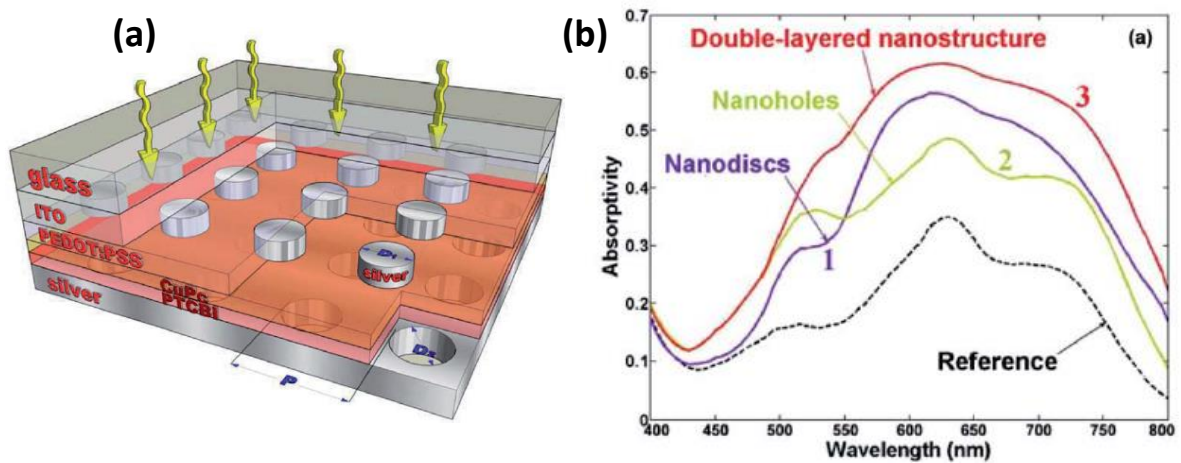 (a)
glass
ITO
PEDOT:PSS
CuPc
PTCBI
silver
silver
D₁
D₂
P
(b)
(a)
Absorptivity
0.7
0.6
0.5
0.4
0.3
0.2
0.1
0
Double-layered nanostructure
3
Nanoholes
2
Nanodiscs
1
Reference
400 450 500 550 600 650 700 750 800
Wavelength (nm)